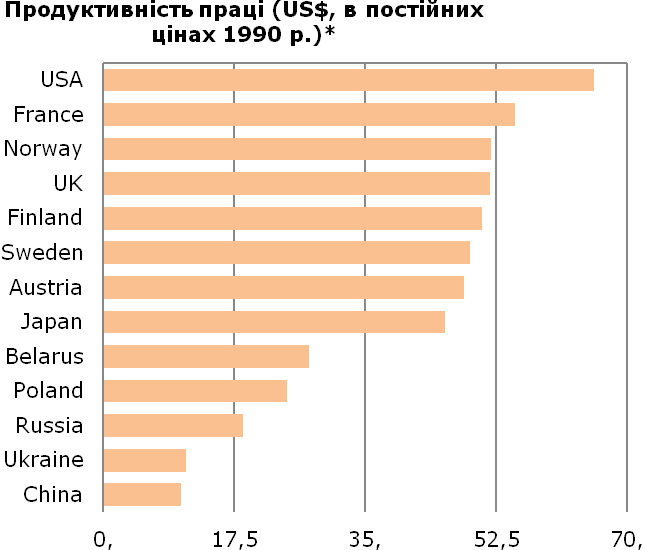 Продуктивність праці (US$, в постійних
цінах 1990 р.)*
USA
France
Norway
UK
Finland
Sweden
Austria
Japan
Belarus
Poland
Russia
Ukraine
China
0, 17,5 35, 52,5 70,